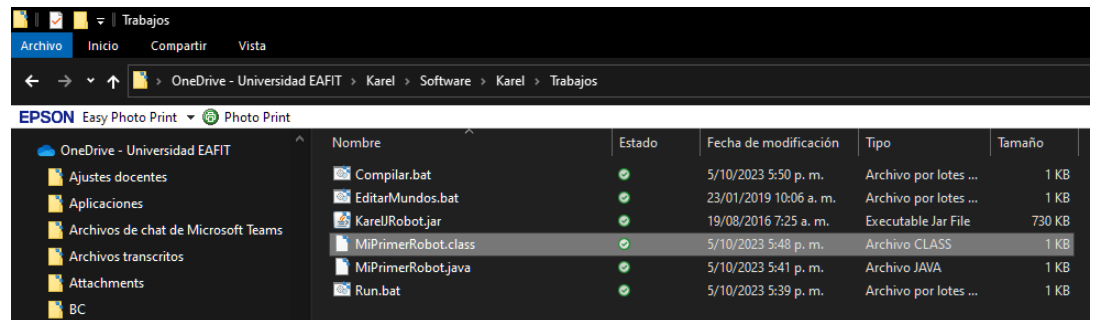 Trabajos
Archivo Inicio Compartir Vista
OneDrive - Universidad EAFIT > Karel > Software > Karel > Trabajos
EPSON Easy Photo Print Photo Print
OneDrive - Universidad EAFIT
Ajustes docentes
Aplicaciones
Archivos de chat de Microsoft Teams
Archivos transcritos
Attachments
BC
Nombre Estado Fecha de modificación Tipo Tamaño
Compilar.bat 5/10/2023 5:50 p. m. Archivo por lotes ... 1 KB
EditarMundos.bat 23/01/2019 10:06 a. m. Archivo por lotes ... 1 KB
KarelJRobot.jar 19/08/2016 7:25 a. m. Executable Jar File 730 KB
MiPrimerRobot.class 5/10/2023 5:48 p. m. Archivo CLASS 1 KB
MiPrimerRobot.java 5/10/2023 5:41 p. m. Archivo JAVA 1 KB
Run.bat 5/10/2023 5:39 p. m. Archivo por lotes ... 1 KB